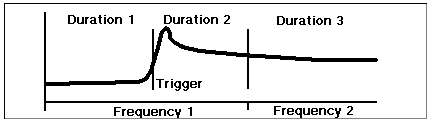 Duration 1 Duration 2 Duration 3
Trigger
Frequency 1 Frequency 2